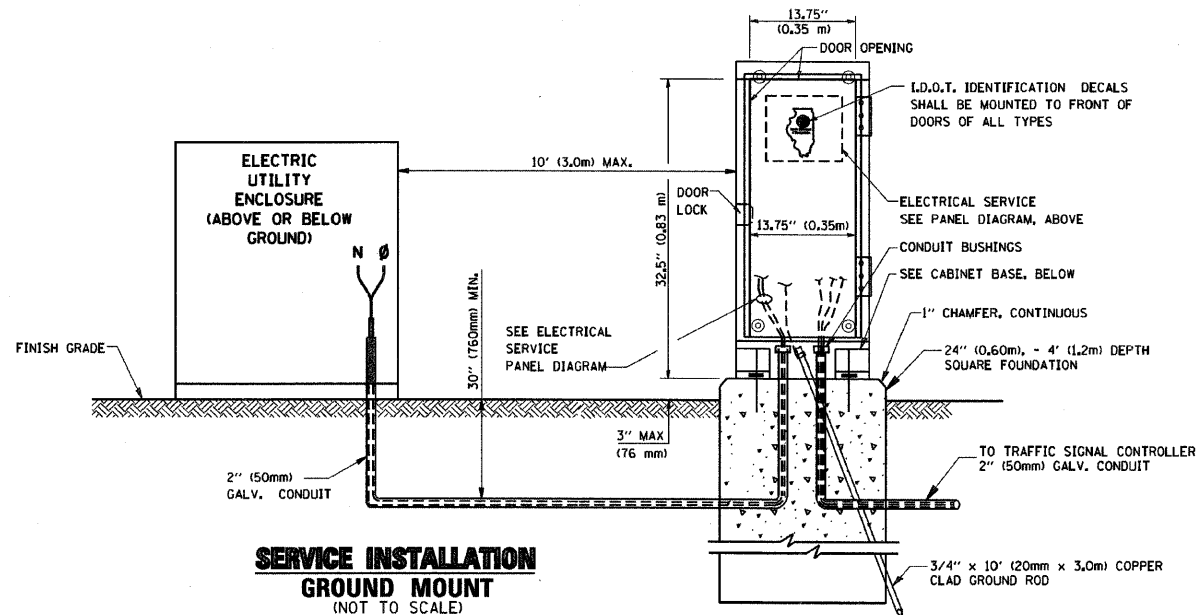 13.75"
(0.35 m)
DOOR OPENING
I.D.O.T. IDENTIFICATION DECALS
SHALL BE MOUNTED TO FRONT OF
DOORS OF ALL TYPES
ELECTRIC
UTILITY
ENCLOSURE
(ABOVE OR BELOW
GROUND)
N Ø
10' (3.0m) MAX.
DOOR
LOCK
32.5" (0.83 m)
13.75" (0.35m)
ELECTRICAL SERVICE
SEE PANEL DIAGRAM, ABOVE
CONDUIT BUSHINGS
SEE CABINET BASE, BELOW
1" CHAMFER, CONTINUOUS
24" (0.60m), - 4' (1.2m) DEPTH
SQUARE FOUNDATION
SEE ELECTRICAL
SERVICE
PANEL DIAGRAM
30" (760mm) MIN.
FINISH GRADE
3" MAX
(76 mm)
2" (50mm)
GALV. CONDUIT
TO TRAFFIC SIGNAL CONTROLLER
2" (50mm) GALV. CONDUIT
3/4" x 10' (20mm x 3.0m) COPPER
CLAD GROUND ROD
SERVICE INSTALLATION
GROUND MOUNT
(NOT TO SCALE)